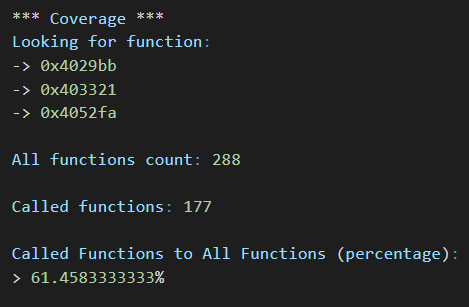 *** Coverage ***
Looking for function:
-> 0x4029bb
-> 0x403321
-> 0x4052fa
All functions count: 288
Called functions: 177
Called Functions to All Functions (percentage):
> 61.4583333333%